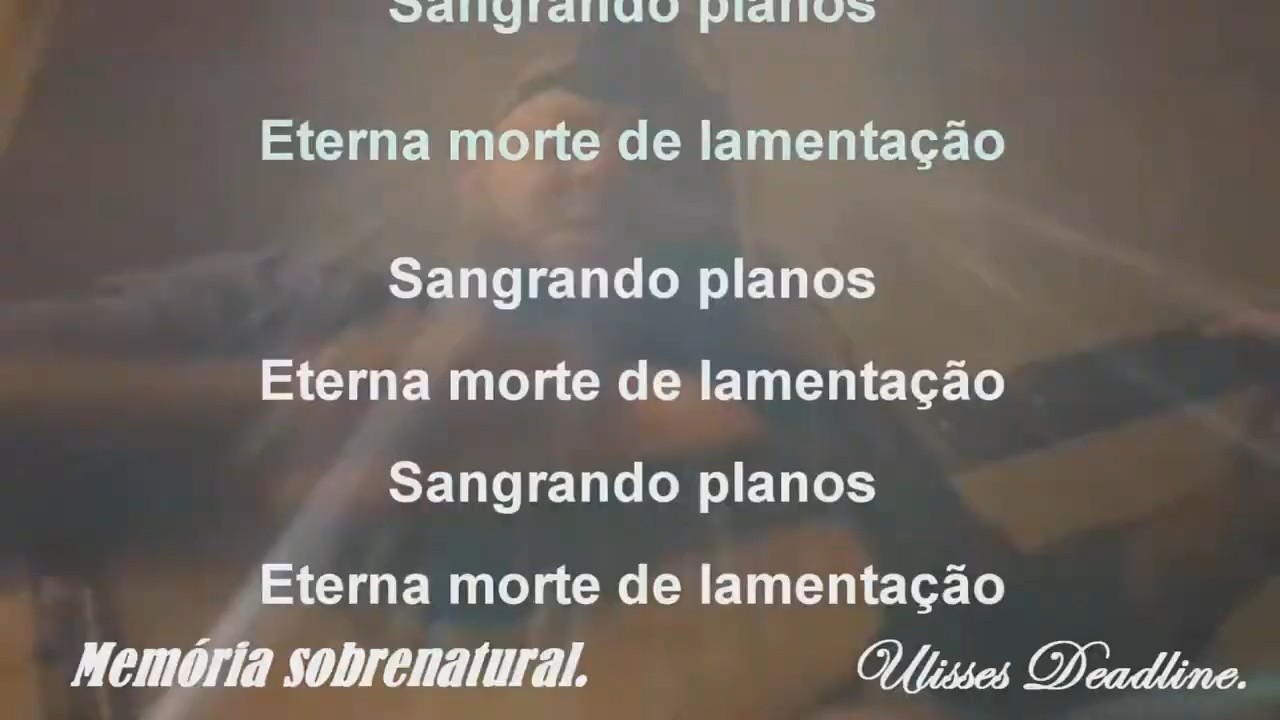 Sangrando planos
Eterna morte de lamentação
Sangrando planos
Eterna morte de lamentação
Sangrando planos
Eterna morte de lamentação
Memória sobrenatural.
Ulisses Deadline.